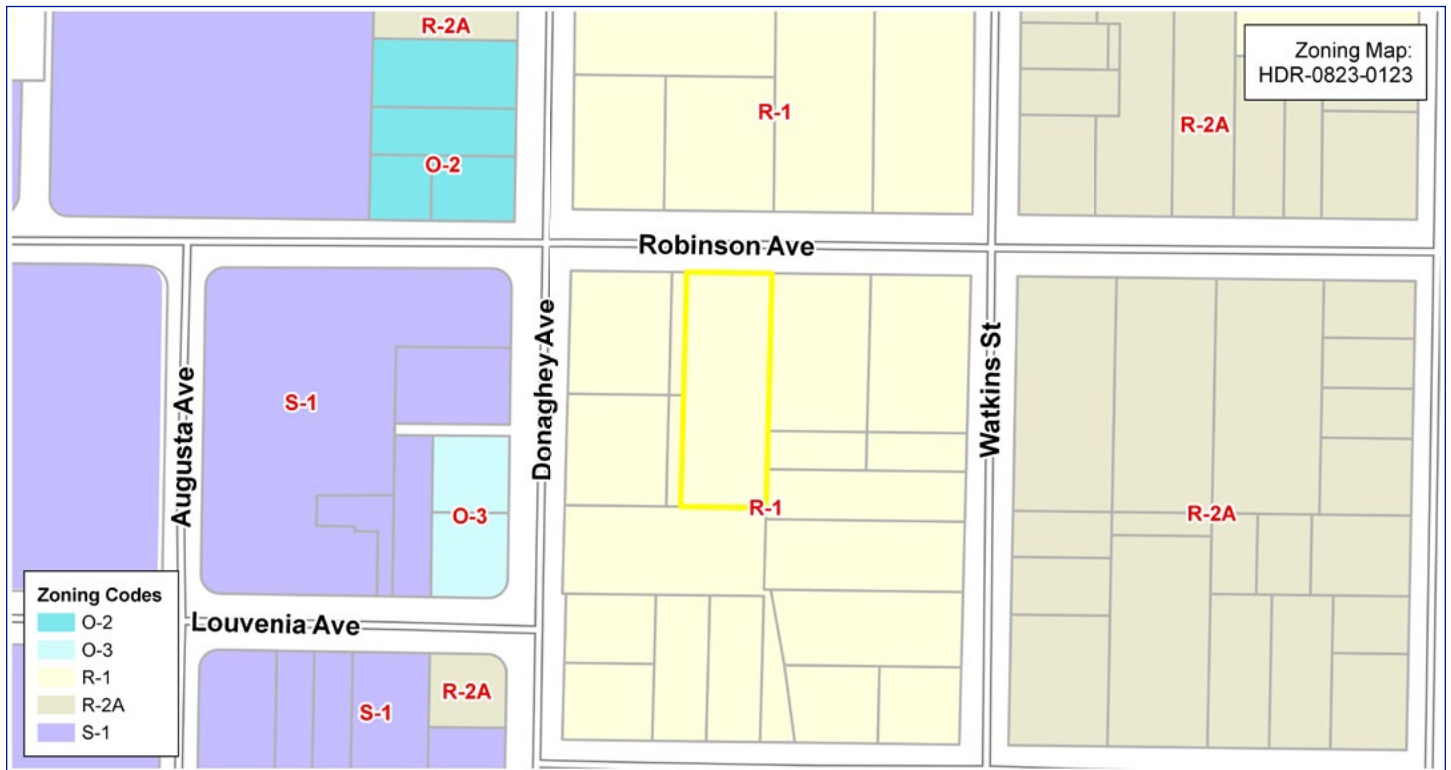 R-2A
Zoning Map:
HDR-0823-0123
R-1
R-2A
O-2
Robinson Ave
Augusta Ave
S-1
Donaghey Ave
Watkins St
O-3
R-1
R-2A
Louvenia Ave
R-2A
S-1
Zoning Codes
O-2
O-3
R-1
R-2A
S-1